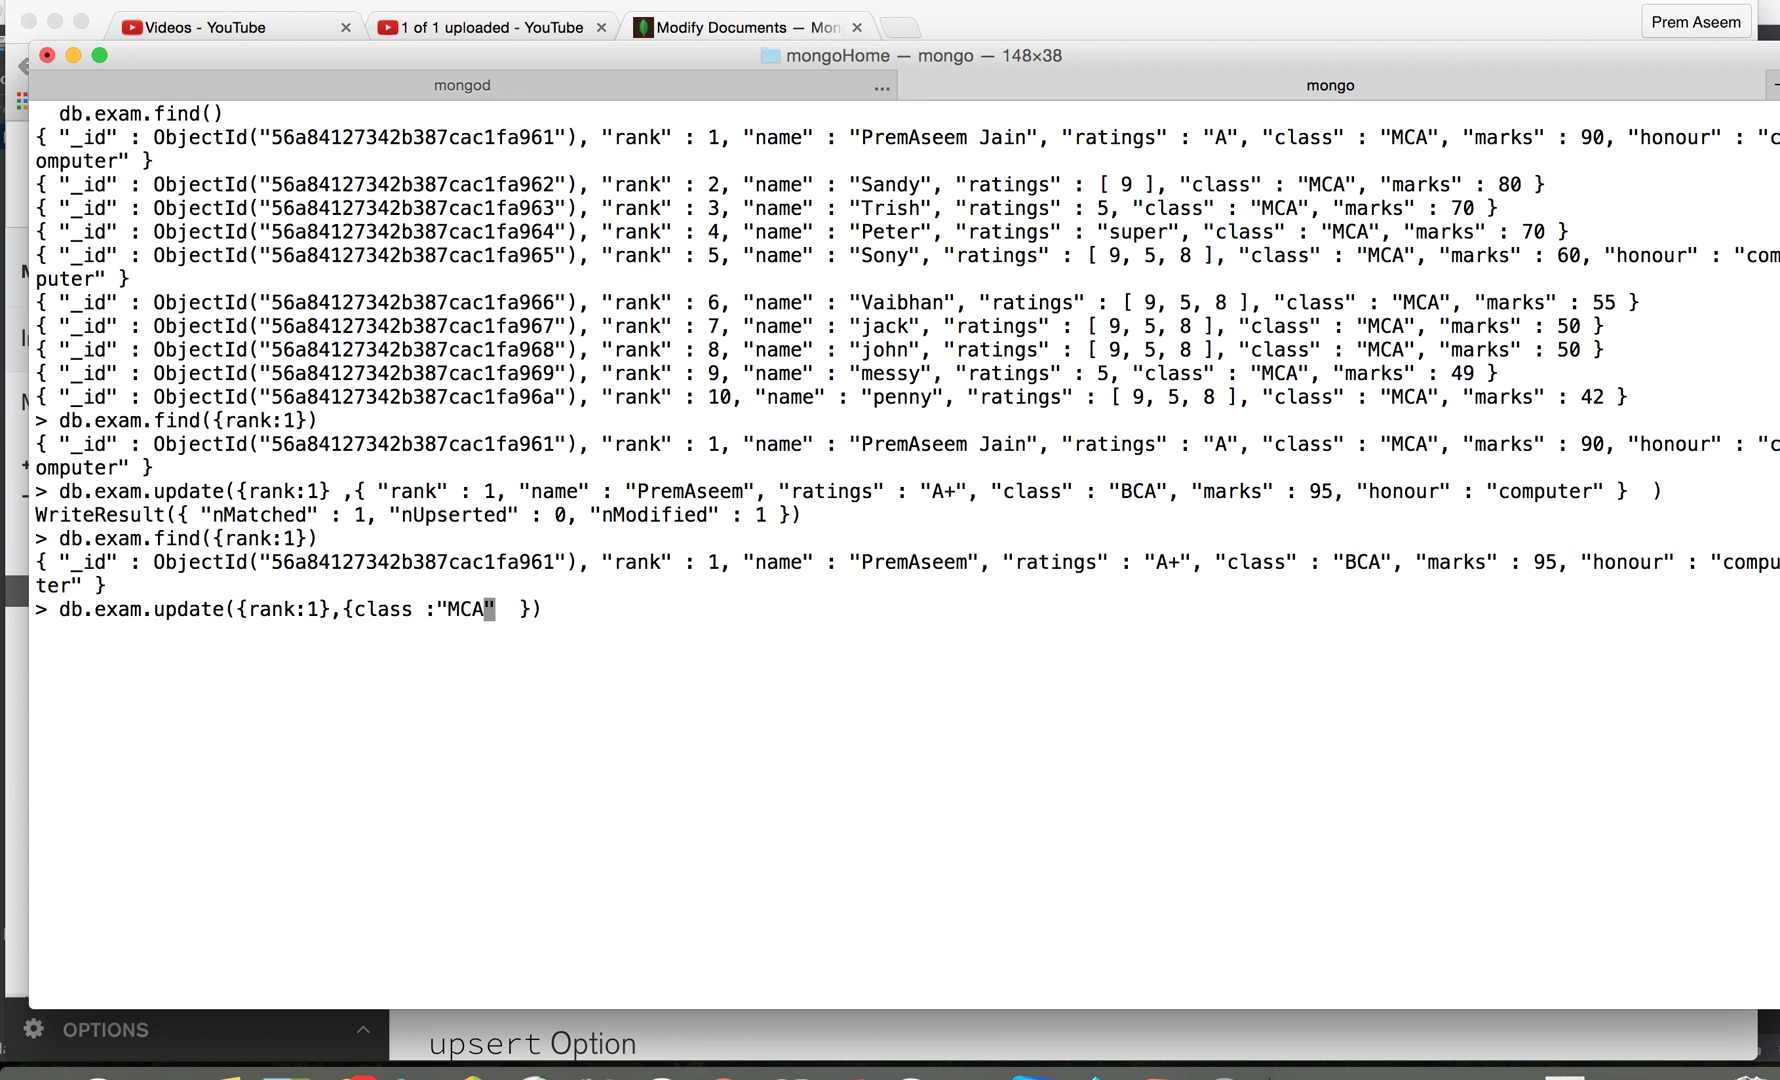 Videos - YouTube
1 of 1 uploaded - YouTube
Modify Documents — Mon
Prem Aseem
mongoHome — mongo — 148×38
mongod
...
mongo
db.exam.find()
{ "_id" : ObjectId("56a84127342b387cac1fa961"), "rank" : 1, "name" : "PremAseem Jain", "ratings" : "A", "class" : "MCA", "marks" : 90, "honour" : "c
omputer" }
{ "_id" : ObjectId("56a84127342b387cac1fa962"), "rank" : 2, "name" : "Sandy", "ratings" : [ 9 ], "class" : "MCA", "marks" : 80 }
{ "_id" : ObjectId("56a84127342b387cac1fa963"), "rank" : 3, "name" : "Trish", "ratings" : 5, "class" : "MCA", "marks" : 70 }
{ "_id" : ObjectId("56a84127342b387cac1fa964"), "rank" : 4, "name" : "Peter", "ratings" : "super", "class" : "MCA", "marks" : 70 }
{ "_id" : ObjectId("56a84127342b387cac1fa965"), "rank" : 5, "name" : "Sony", "ratings" : [ 9, 5, 8 ], "class" : "MCA", "marks" : 60, "honour" : "com
puter" }
{ "_id" : ObjectId("56a84127342b387cac1fa966"), "rank" : 6, "name" : "Vaibhan", "ratings" : [ 9, 5, 8 ], "class" : "MCA", "marks" : 55 }
{ "_id" : ObjectId("56a84127342b387cac1fa967"), "rank" : 7, "name" : "jack", "ratings" : [ 9, 5, 8 ], "class" : "MCA", "marks" : 50 }
{ "_id" : ObjectId("56a84127342b387cac1fa968"), "rank" : 8, "name" : "john", "ratings" : [ 9, 5, 8 ], "class" : "MCA", "marks" : 50 }
{ "_id" : ObjectId("56a84127342b387cac1fa969"), "rank" : 9, "name" : "messy", "ratings" : 5, "class" : "MCA", "marks" : 49 }
{ "_id" : ObjectId("56a84127342b387cac1fa96a"), "rank" : 10, "name" : "penny", "ratings" : [ 9, 5, 8 ], "class" : "MCA", "marks" : 42 }
> db.exam.find({rank:1})
{ "_id" : ObjectId("56a84127342b387cac1fa961"), "rank" : 1, "name" : "PremAseem Jain", "ratings" : "A", "class" : "MCA", "marks" : 90, "honour" : "c
omputer" }
> db.exam.update({rank:1} ,{ "rank" : 1, "name" : "PremAseem", "ratings" : "A+", "class" : "BCA", "marks" : 95, "honour" : "computer" }  )
WriteResult({ "nMatched" : 1, "nUpserted" : 0, "nModified" : 1 })
> db.exam.find({rank:1})
{ "_id" : ObjectId("56a84127342b387cac1fa961"), "rank" : 1, "name" : "PremAseem", "ratings" : "A+", "class" : "BCA", "marks" : 95, "honour" : "compu
ter" }
> db.exam.update({rank:1},{class :"MCA"  })
OPTIONS
upsert Option